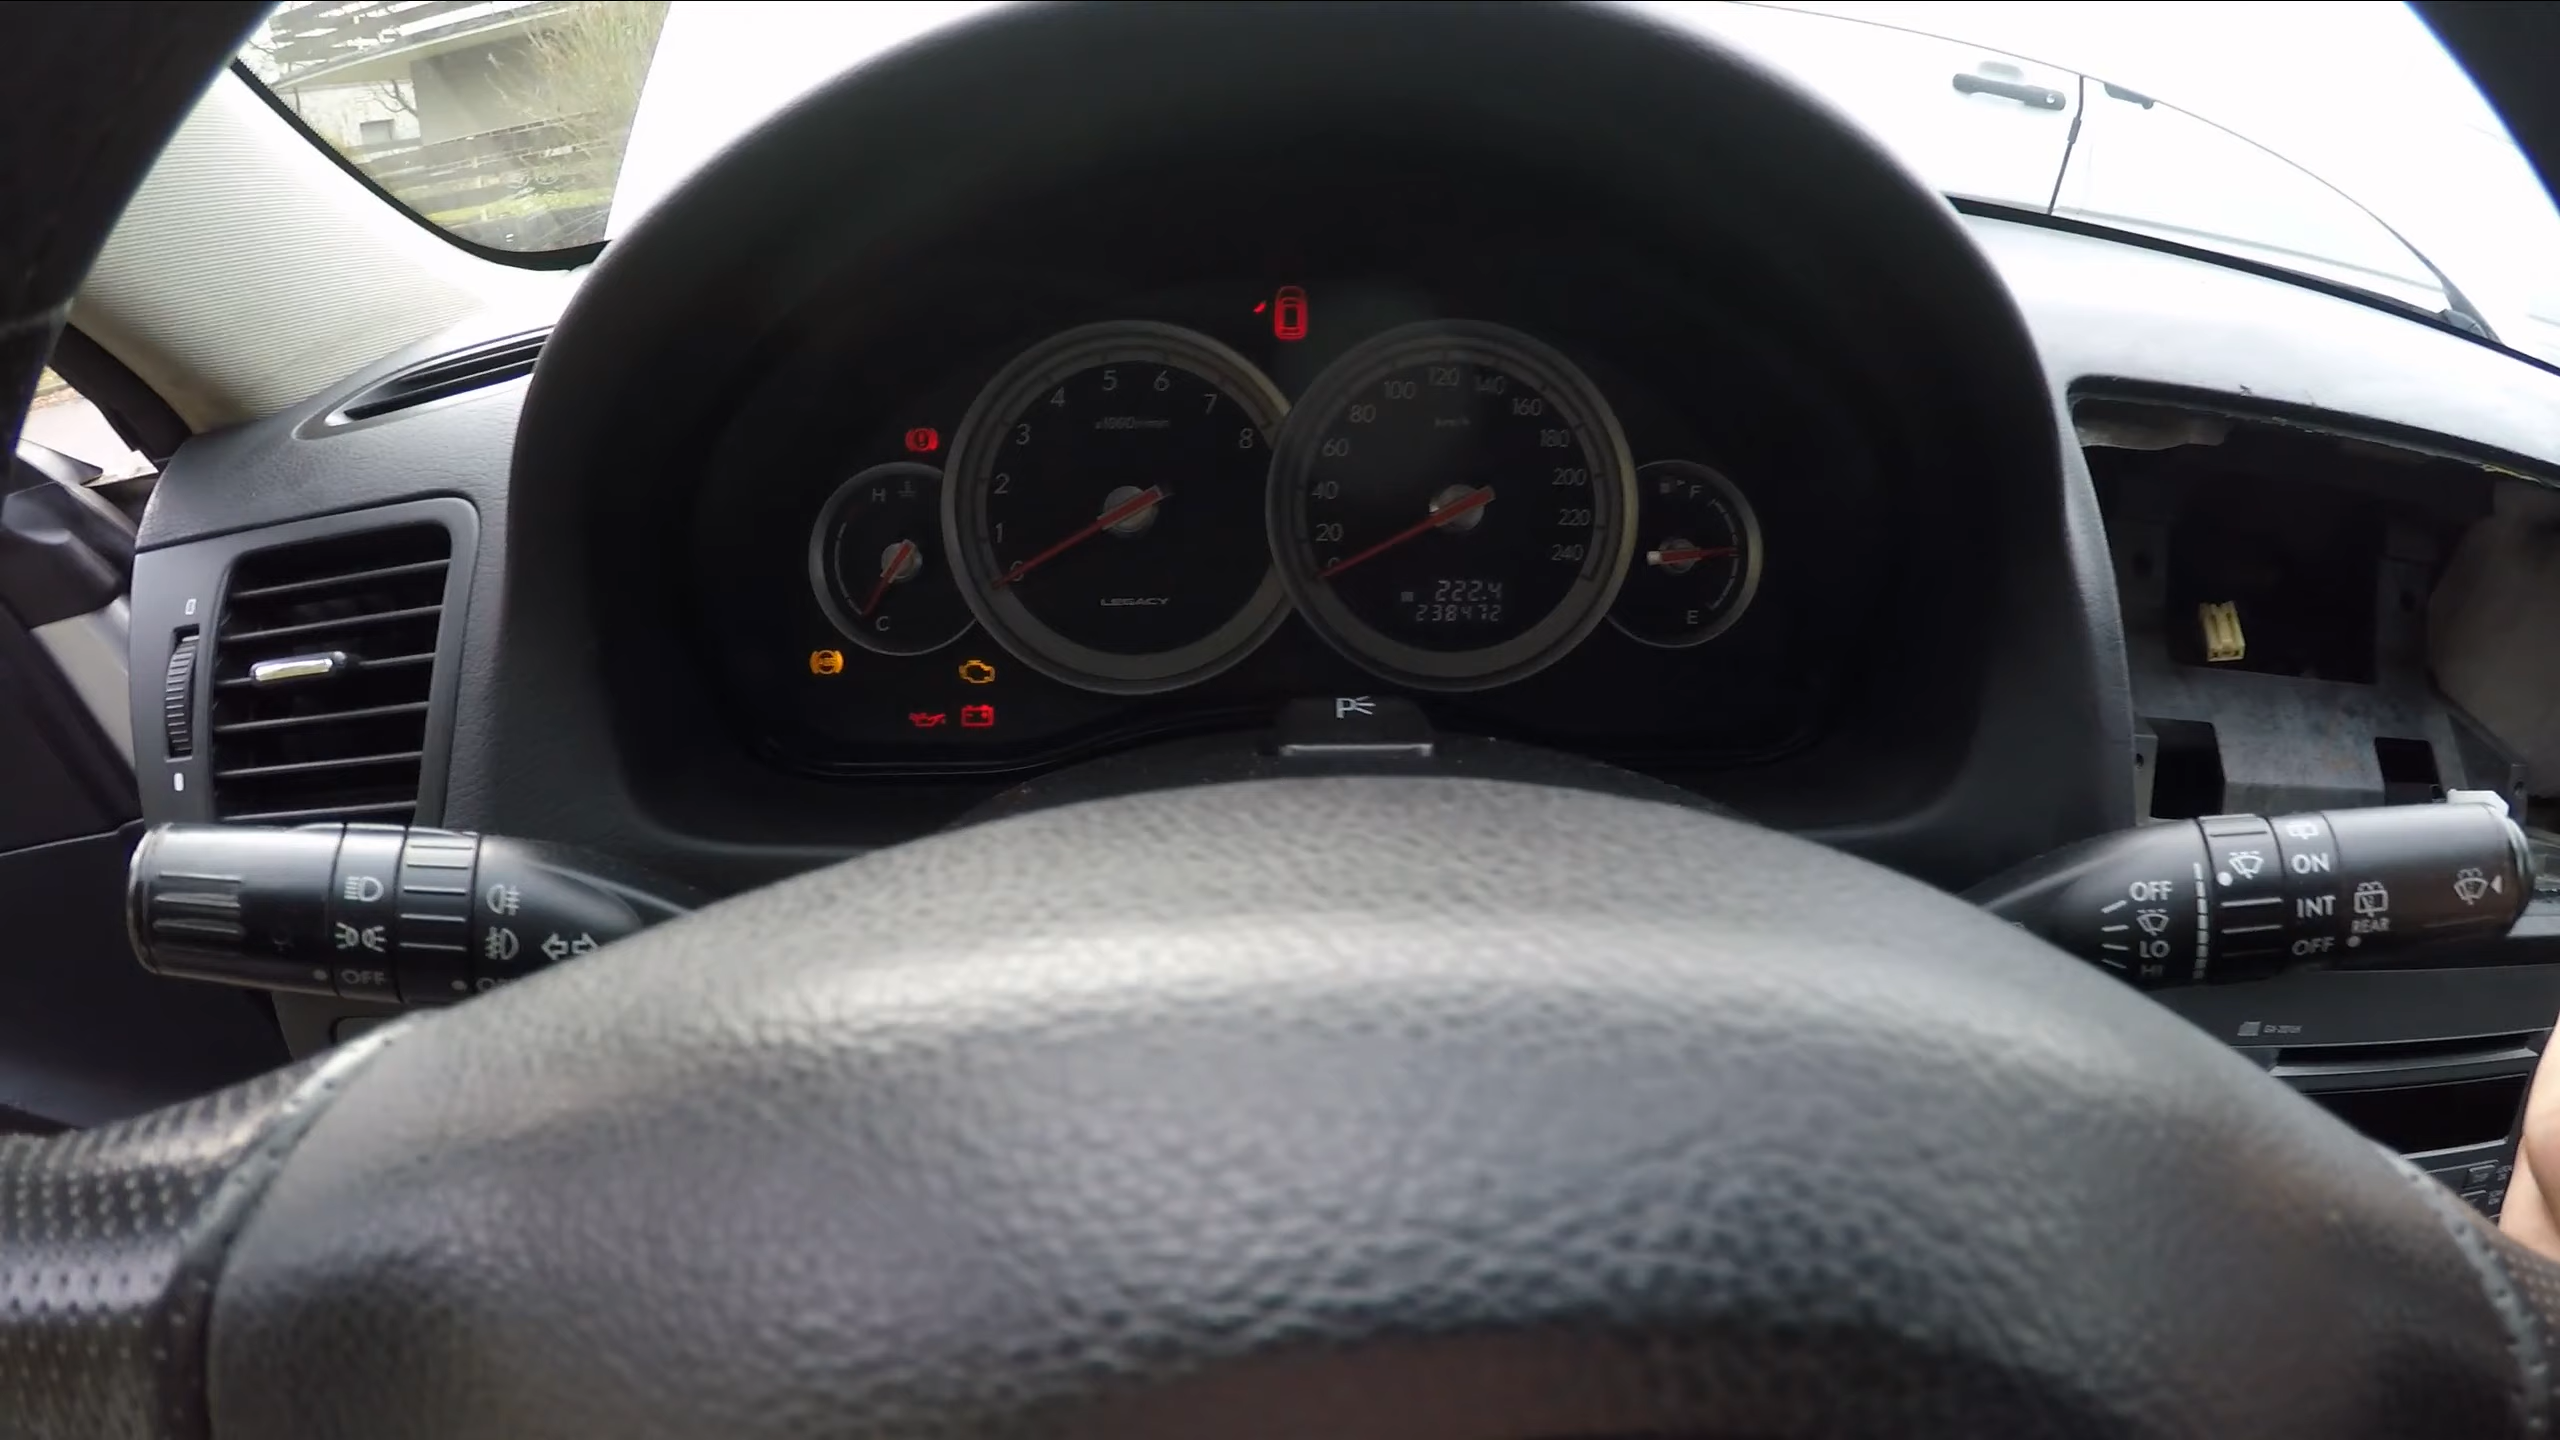 5 6
4 7
3 8
x1000r/min
2
1
0
LEGACY
H
C
100 120 140
80 160
60 km/h 180
40 200
20 220
0 240
222.4
238472
F
E
P
OFF
OFF
LO
HI
ON
INT
OFF
REAR